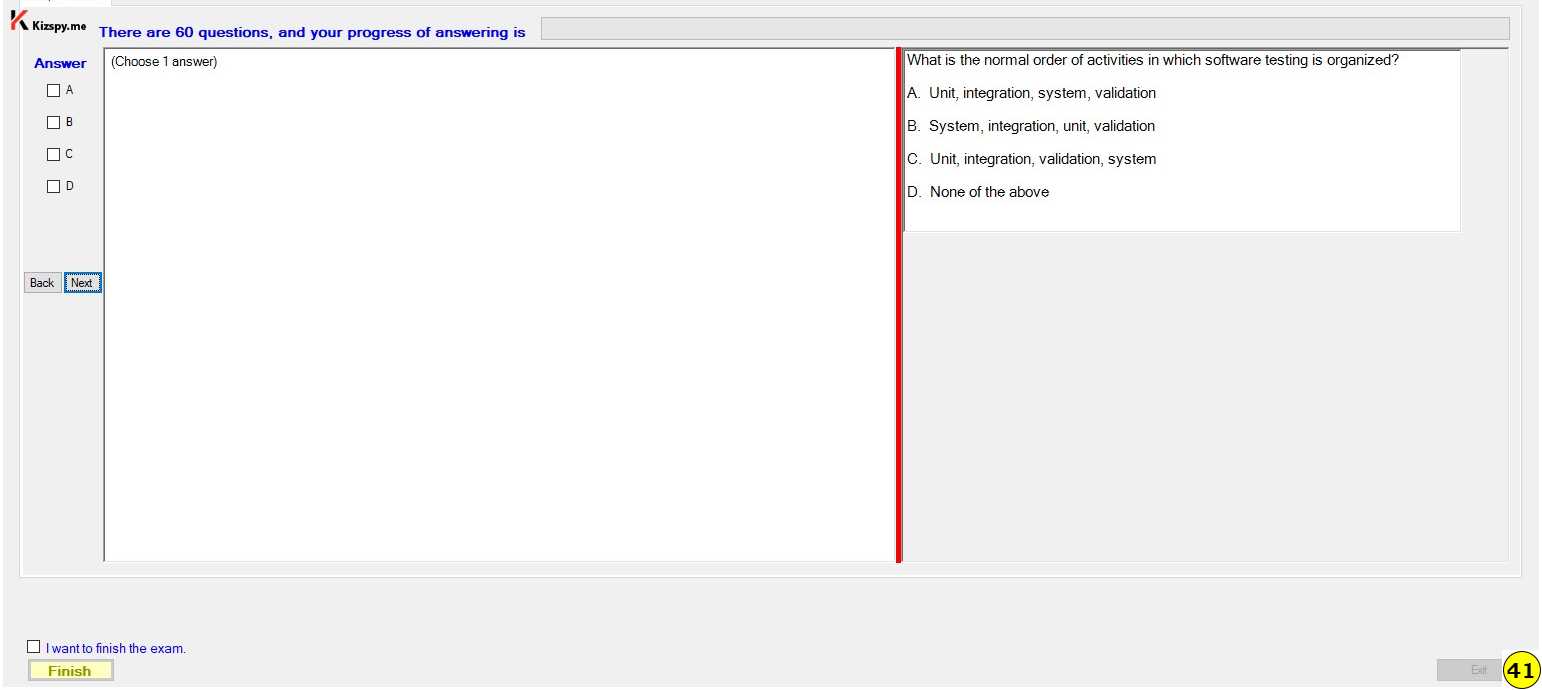 Kizspy.me
There are 60 questions, and your progress of answering is
Answer
(Choose 1 answer)
A
B
C
D
Back Next
What is the normal order of activities in which software testing is organized?
A. Unit, integration, system, validation
B. System, integration, unit, validation
C. Unit, integration, validation, system
D. None of the above
I want to finish the exam.
Finish
Exit
41